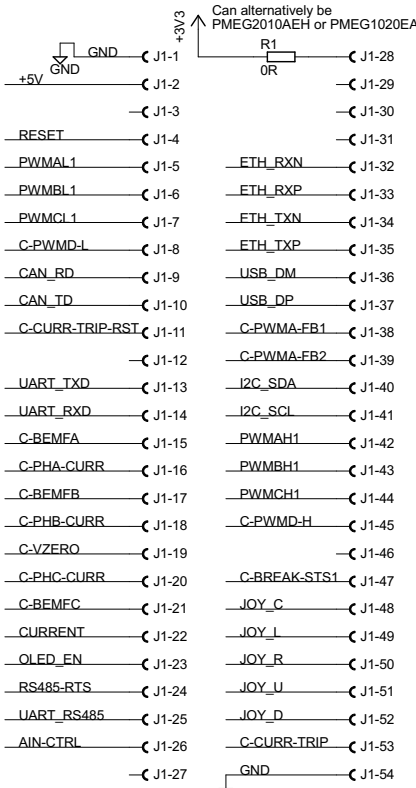 Can alternatively be
PMEG2010AEH or PMEG1020EA
+3V3
R1
0R
GND J1-1
GND
+5V J1-2
J1-3
RESET J1-4
PWMAL1 J1-5
PWMBL1 J1-6
PWMCL1 J1-7
C-PWMD-L J1-8
CAN_RD J1-9
CAN_TD J1-10
C-CURR-TRIP-RST J1-11
J1-12
UART_TXD J1-13
UART_RXD J1-14
C-BEMFA J1-15
C-PHA-CURR J1-16
C-BEMFB J1-17
C-PHB-CURR J1-18
C-VZERO J1-19
C-PHC-CURR J1-20
C-BEMFC J1-21
CURRENT J1-22
OLED_EN J1-23
RS485-RTS J1-24
UART_RS485 J1-25
AIN-CTRL J1-26
J1-27
J1-28
J1-29
J1-30
J1-31
ETH_RXN J1-32
ETH_RXP J1-33
ETH_TXN J1-34
ETH_TXP J1-35
USB_DM J1-36
USB_DP J1-37
C-PWMA-FB1 J1-38
C-PWMA-FB2 J1-39
I2C_SDA J1-40
I2C_SCL J1-41
PWMAH1 J1-42
PWMBH1 J1-43
PWMCH1 J1-44
C-PWMD-H J1-45
J1-46
C-BREAK-STS1 J1-47
JOY_C J1-48
JOY_L J1-49
JOY_R J1-50
JOY_U J1-51
JOY_D J1-52
C-CURR-TRIP J1-53
GND J1-54